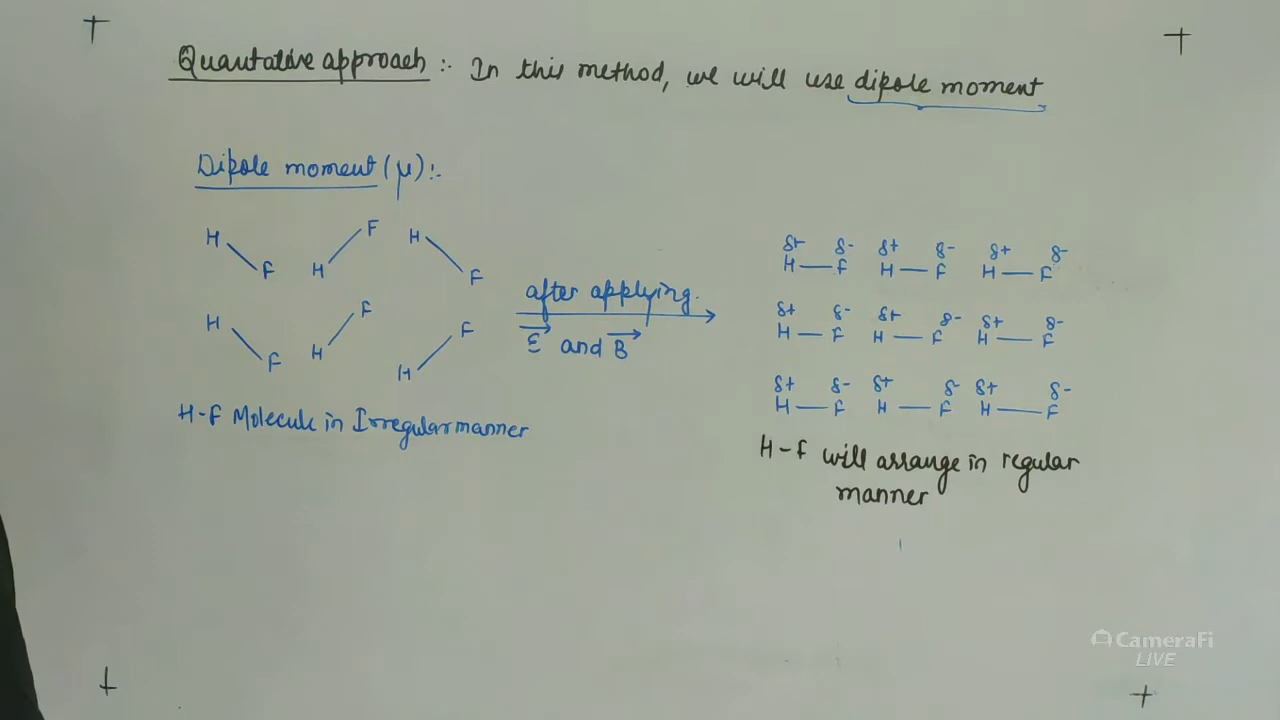 Quantative approach :- In this method, we will use dipole moment
Dipole moment (μ) :-
H F H F H F
H F H F H F
after applying
E⃗ and B⃗
H-F Molecule in Irregular manner
δ+ δ- δ+ δ- δ+ δ-
H—F H—F H—F
δ+ δ- δ+ δ- δ+ δ-
H—F H—F H—F
δ+ δ- δ+ δ- δ+ δ-
H—F H—F H—F
H-F will arrange in regular
manner
CameraFi
LIVE